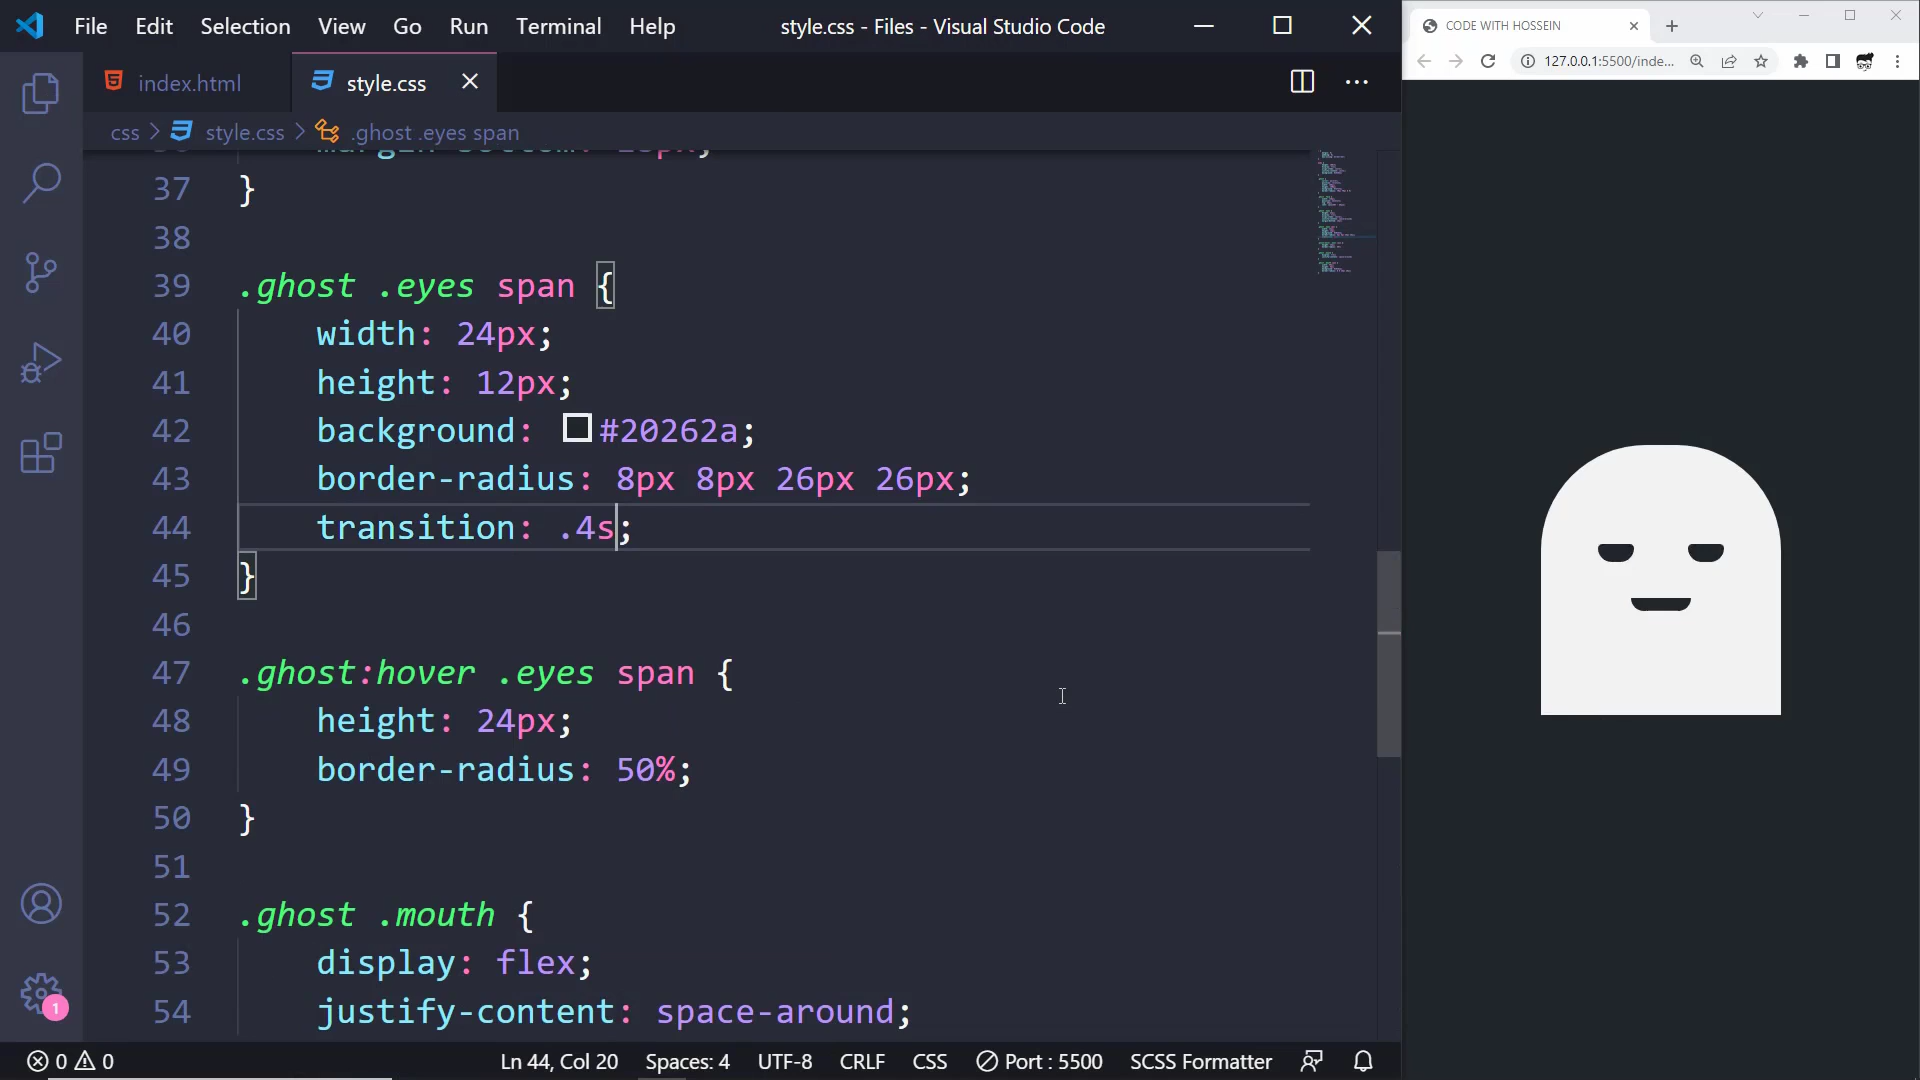 File Edit Selection View Go Run Terminal Help style.css - Files - Visual Studio Code
index.html style.css
css > style.css > .ghost .eyes span
37 }
38
39 .ghost .eyes span {
40 width: 24px;
41 height: 12px;
42 background: #20262a;
43 border-radius: 8px 8px 26px 26px;
44 transition: .4s;
45 }
46
47 .ghost:hover .eyes span {
48 height: 24px;
49 border-radius: 50%;
50 }
51
52 .ghost .mouth {
53 display: flex;
54 justify-content: space-around;
1
0 0 Ln 44, Col 20 Spaces: 4 UTF-8 CRLF CSS Port : 5500 SCSS Formatter
CODE WITH HOSSEIN
127.0.0.1:5500/inde...